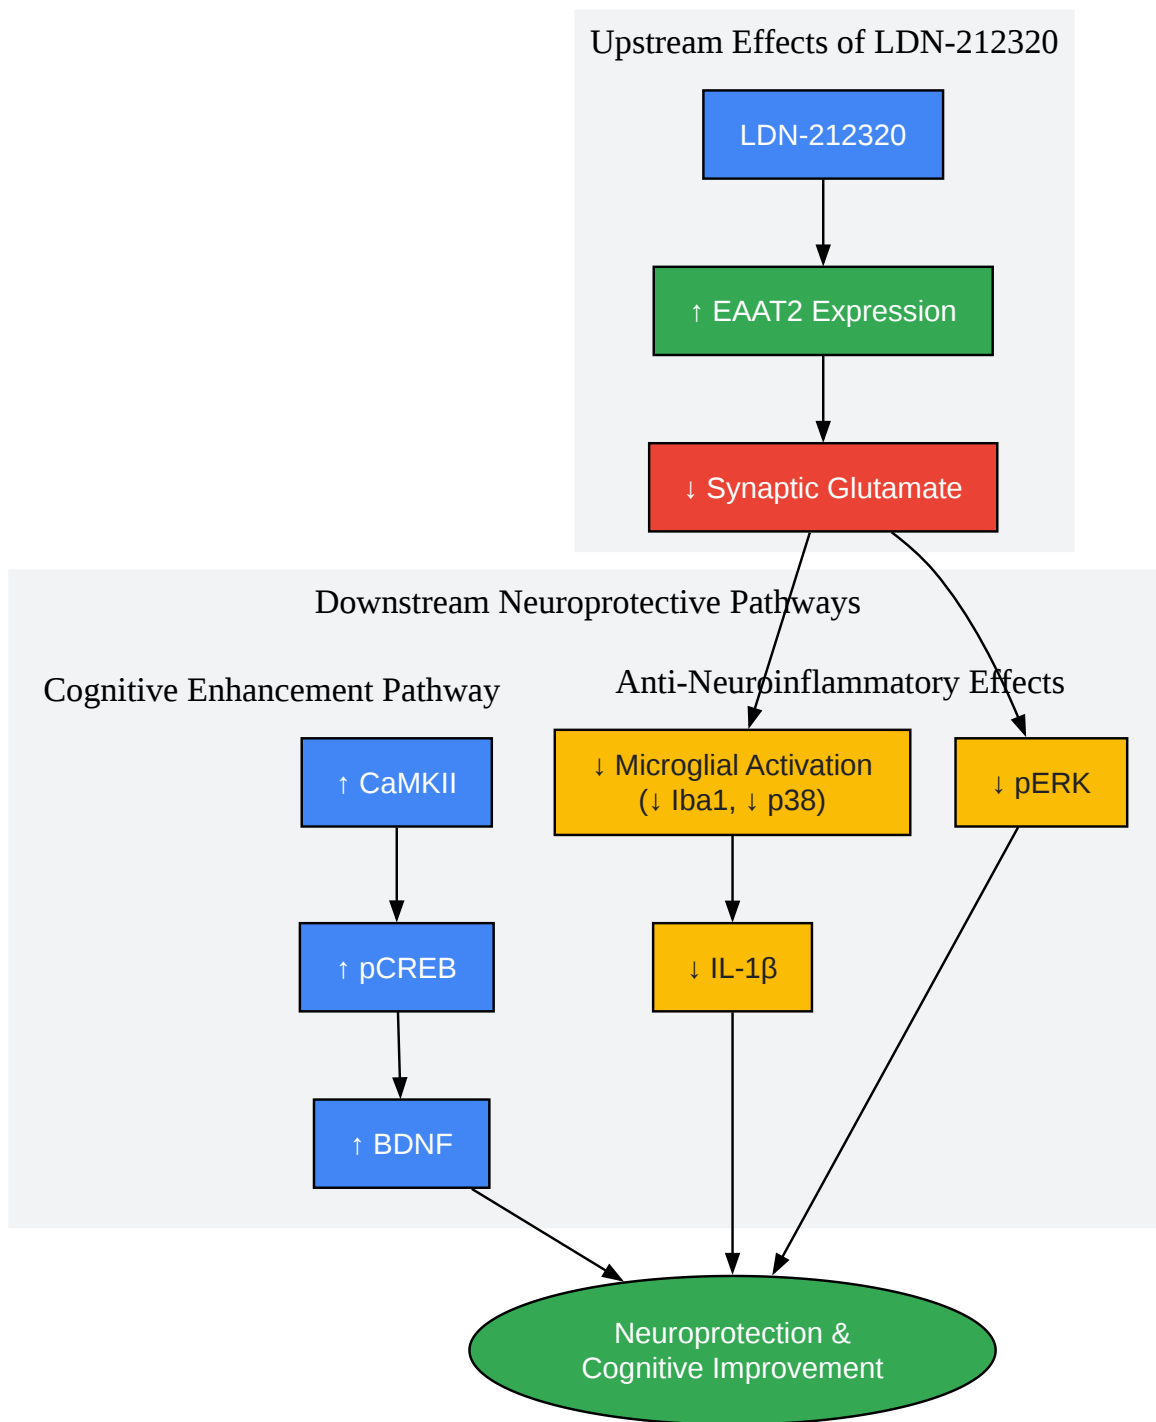 Upstream Effects of LDN-212320
LDN-212320
↑ EAAT2 Expression
↓ Synaptic Glutamate
Downstream Neuroprotective Pathways
Cognitive Enhancement Pathway
Anti-Neuroinflammatory Effects
↑ CaMKII
↓ Microglial Activation
(↓ Iba1, ↓ p38)
↓ pERK
↑ pCREB
↓ IL-1β
↑ BDNF
Neuroprotection &
Cognitive Improvement